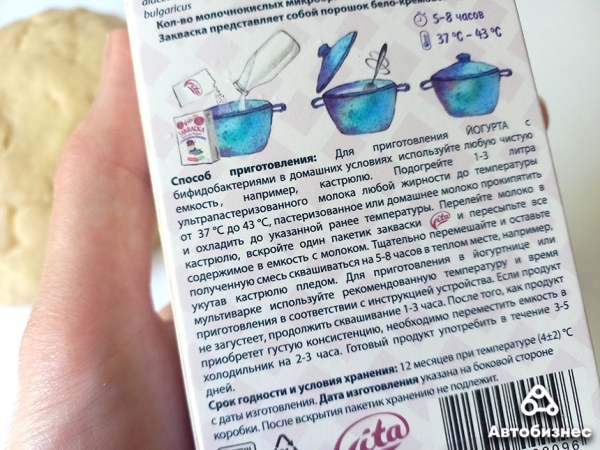 bulgaricus
Кол-во молочнокислых
Закваска представляет собой порошок
5-8 часов
37 °C - 43 °C
ЗАКВАСКА
Способ приготовления: Для приготовления ЙОГУРТА с
бифидобактериями в домашних условиях используйте любую чистую
емкость, например, кастрюлю. Подогрейте 1-3 литра
ультрапастеризованного молока любой жирности до температуры
от 37 °C до 43 °C, пастеризованное или домашнее молоко прокипятить
и охладить до указанной ранее температуры. Перелейте молоко в
кастрюлю, вскройте один пакетик закваски vita и пересыпьте все
содержимое в емкость с молоком. Тщательно перемешайте и оставьте
полученную смесь сквашиваться на 5-8 часов в теплом месте, например,
укутав кастрюлю пледом. Для приготовления в йогуртнице или
мультиварке используйте рекомендованную температуру и время
приготовления в соответствии с инструкцией устройства. Если продукт
не загустеет, продолжить сквашивание 1-3 часа. После того, как продукт
приобретет густую консистенцию, необходимо переместить емкость в
холодильник на 2-3 часа. Готовый продукт употребить в течение 3-5
дней.
Срок годности и условия хранения: 12 месяцев при температуре (4±2) °C
с даты изготовления. Дата изготовления указана на боковой стороне
коробки. После вскрытия пакетик хранению не подлежит.
vita
Автобизнес